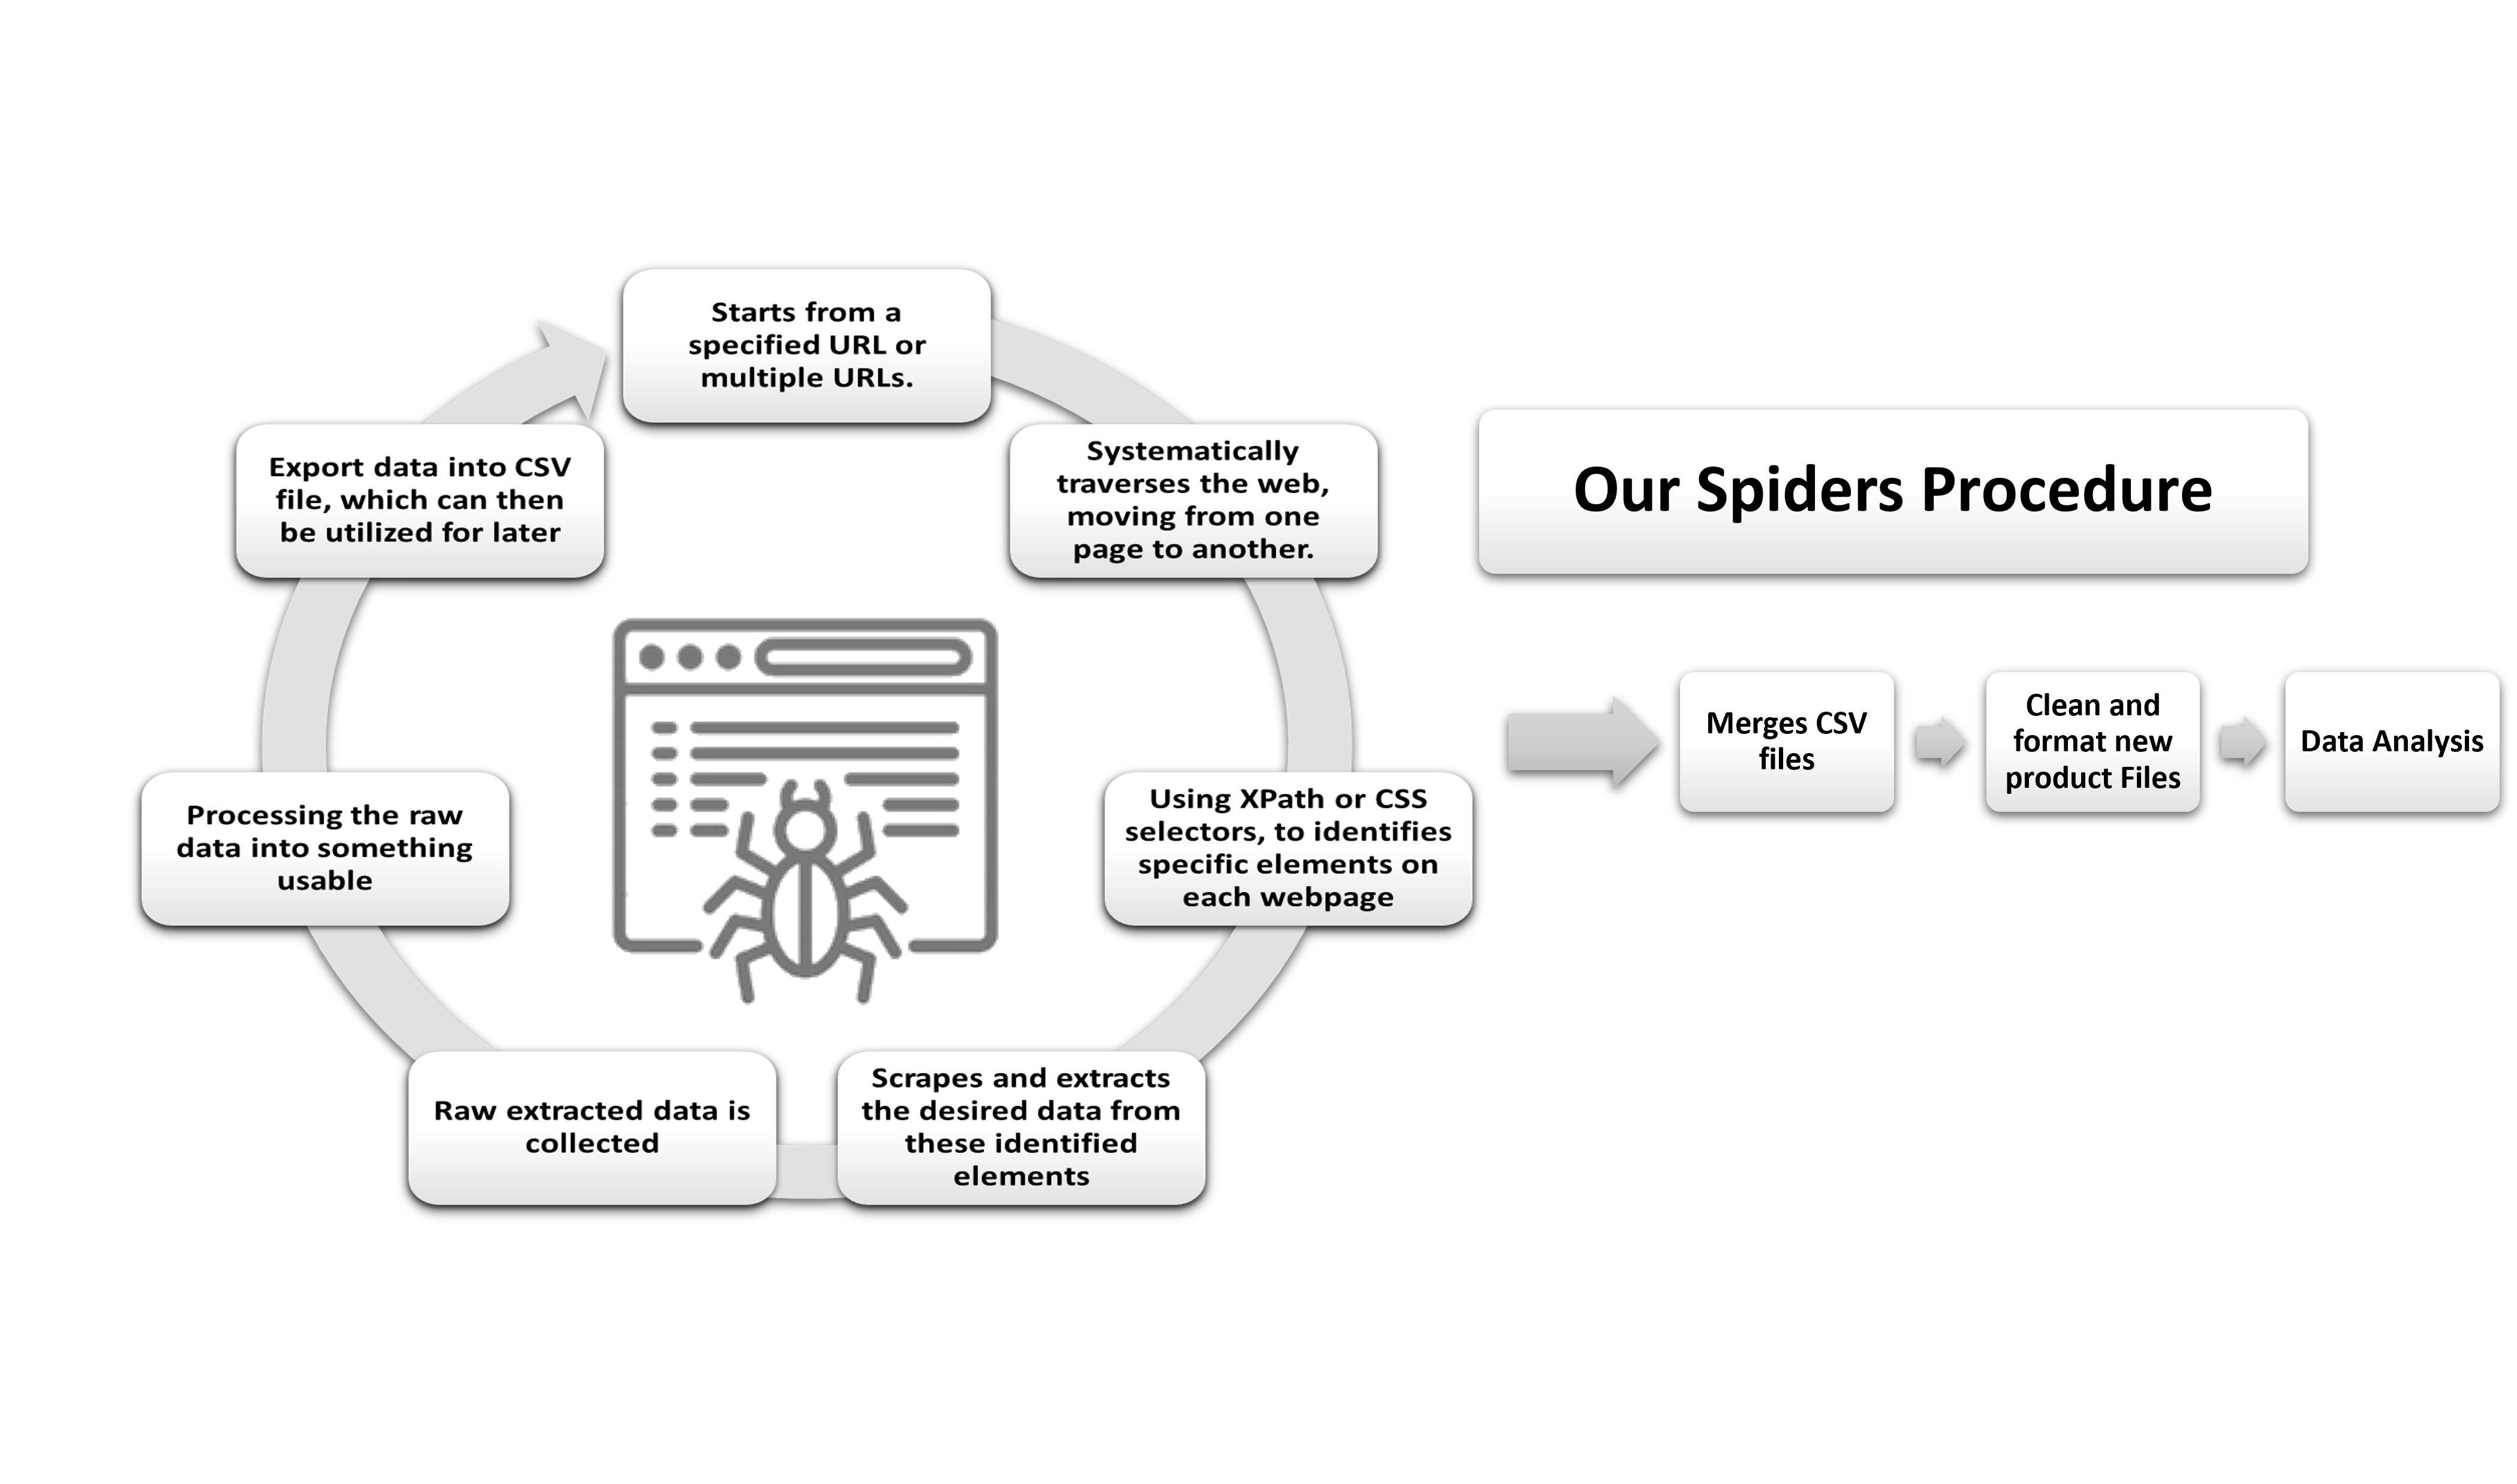 Starts from a
specified URL or
multiple URLs.
Systematically
traverses the web,
moving from one
page to another.
Using XPath or CSS
selectors, to identifies
specific elements on
each webpage
Scrapes and extracts
the desired data from
these identified
elements
Raw extracted data is
collected
Processing the raw
data into something
usable
Export data into CSV
file, which can then
be utilized for later
Our Spiders Procedure
Merges CSV
files
Clean and
format new
product Files
Data Analysis